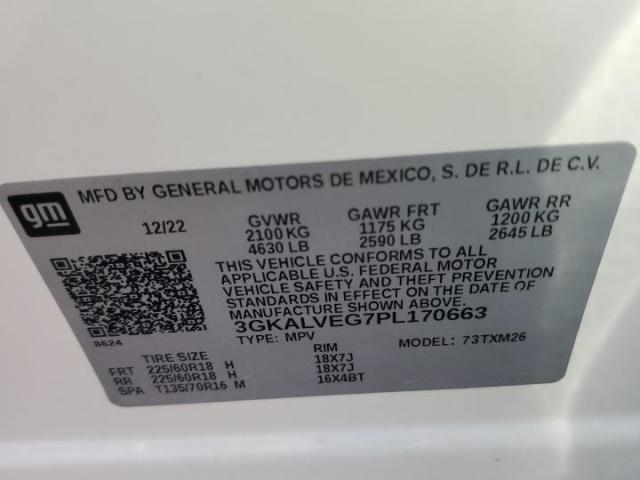 gm
MFD BY GENERAL MOTORS DE MEXICO, S. DE R.L. DE C.V.
12/22 GVWR GAWR FRT GAWR RR
2100 KG 1175 KG 1200 KG
4630 LB 2590 LB 2645 LB
THIS VEHICLE CONFORMS TO ALL
APPLICABLE U.S. FEDERAL MOTOR
VEHICLE SAFETY AND THEFT PREVENTION
STANDARDS IN EFFECT ON THE DATE OF
MANUFACTURE SHOWN ABOVE.
3GKALVEG7PL170663
8624
TYPE: MPV MODEL: 73TXM26
TIRE SIZE RIM
FRT 225/60R18 H 18X7J
RR 225/60R18 H 18X7J
SPA T135/70R16 M 16X4BT